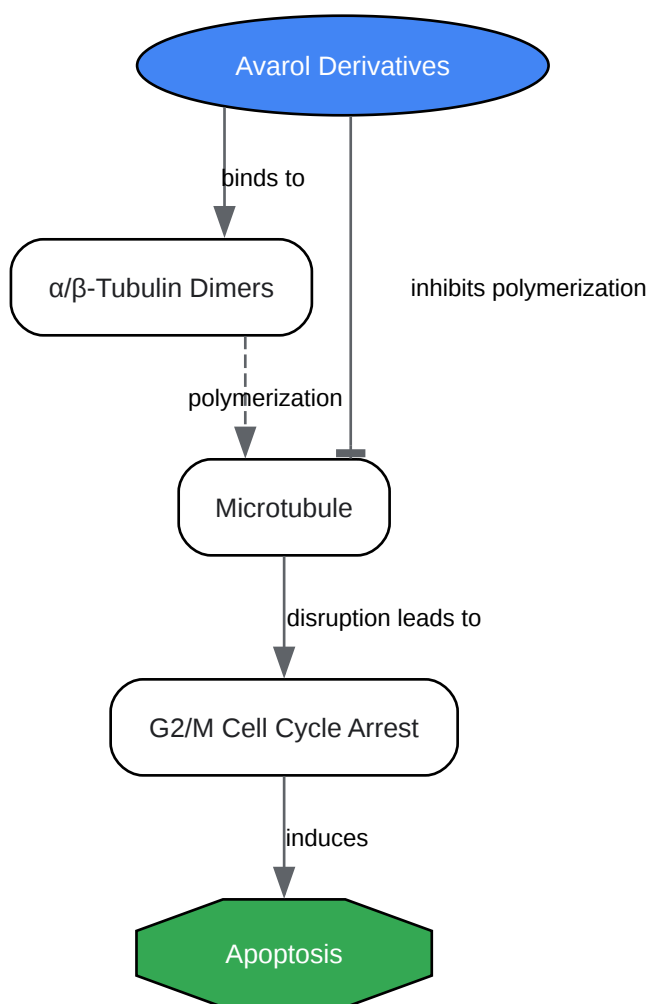 Avarol Derivatives
binds to
α/β-Tubulin Dimers
inhibits polymerization
polymerization
Microtubule
disruption leads to
G2/M Cell Cycle Arrest
induces
Apoptosis